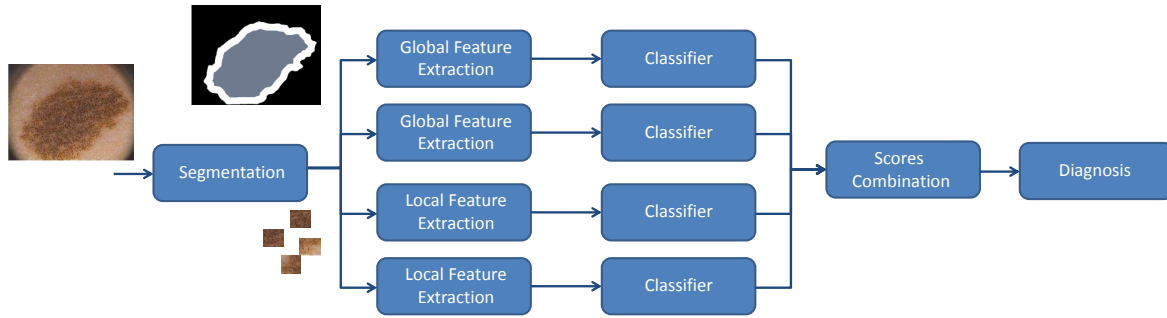 Segmentation
Global Feature
Extraction
Classifier
Global Feature
Extraction
Classifier
Local Feature
Extraction
Classifier
Local Feature
Extraction
Classifier
Scores
Combination
Diagnosis